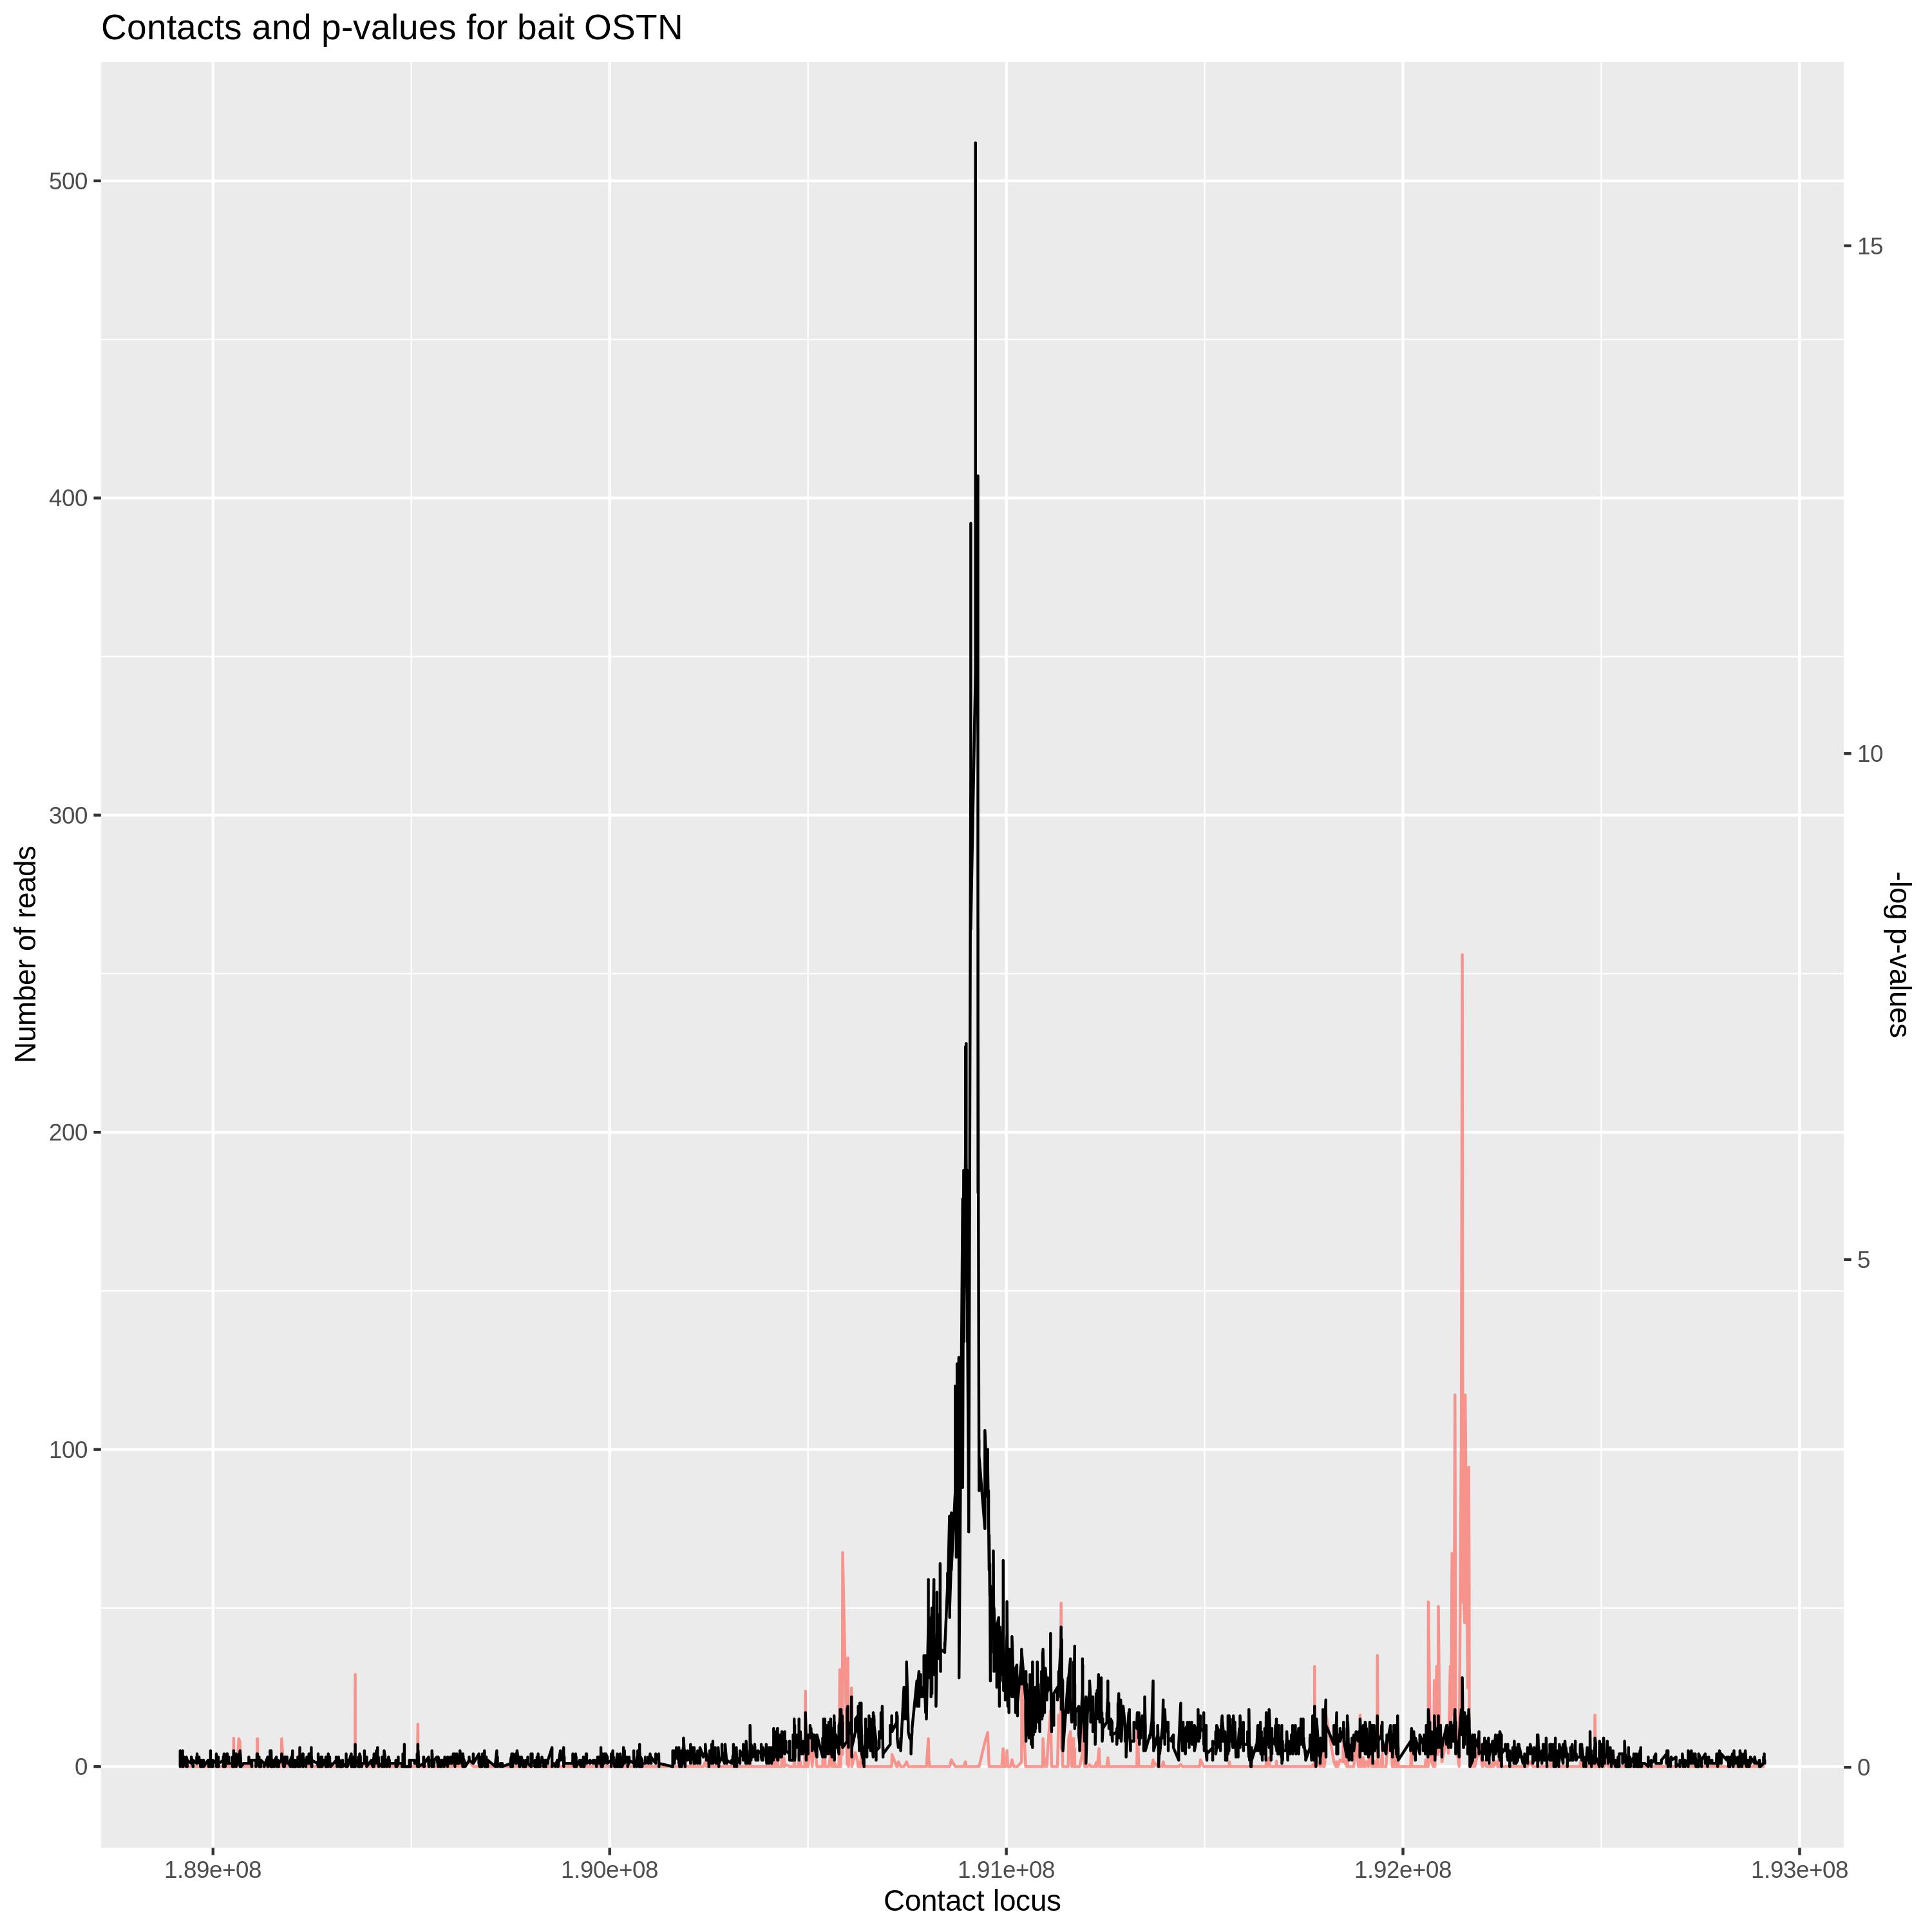 Contacts and p-values for bait OSTN
500
400
300
200
100
0
Number of reads
15
10
5
0
-log p-values
1.89e+08 1.90e+08 1.91e+08 1.92e+08 1.93e+08
Contact locus